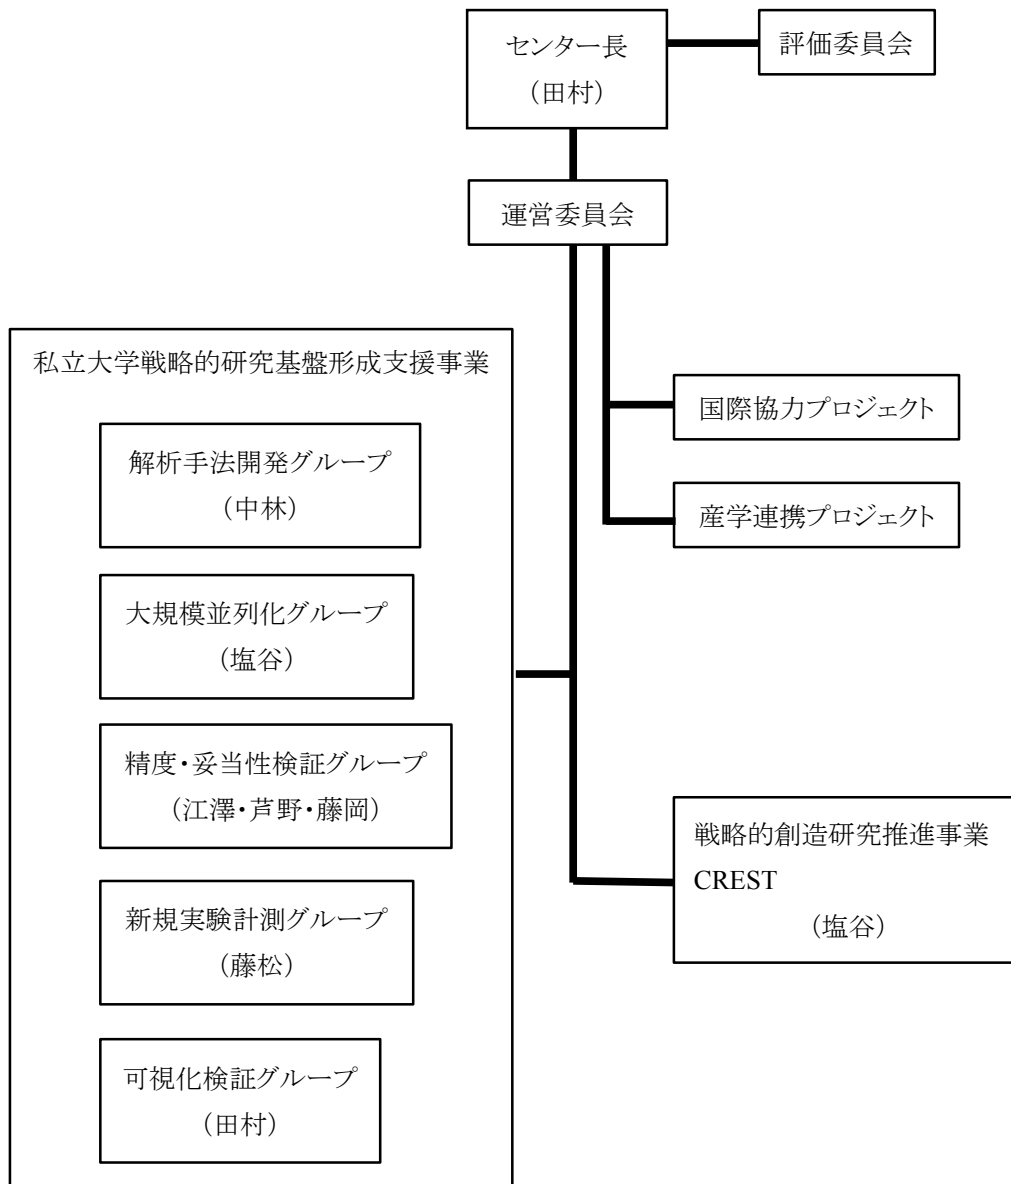 センター長
（田村）
評価委員会
運営委員会
私立大学戦略的研究基盤形成支援事業
解析手法開発グループ
（中林）
大規模並列化グループ
（塩谷）
精度・妥当性検証グループ
（江澤・芦野・藤岡）
新規実験計測グループ
（藤松）
可視化検証グループ
（田村）
国際協力プロジェクト
産学連携プロジェクト
戦略的創造研究推進事業
CREST
（塩谷）